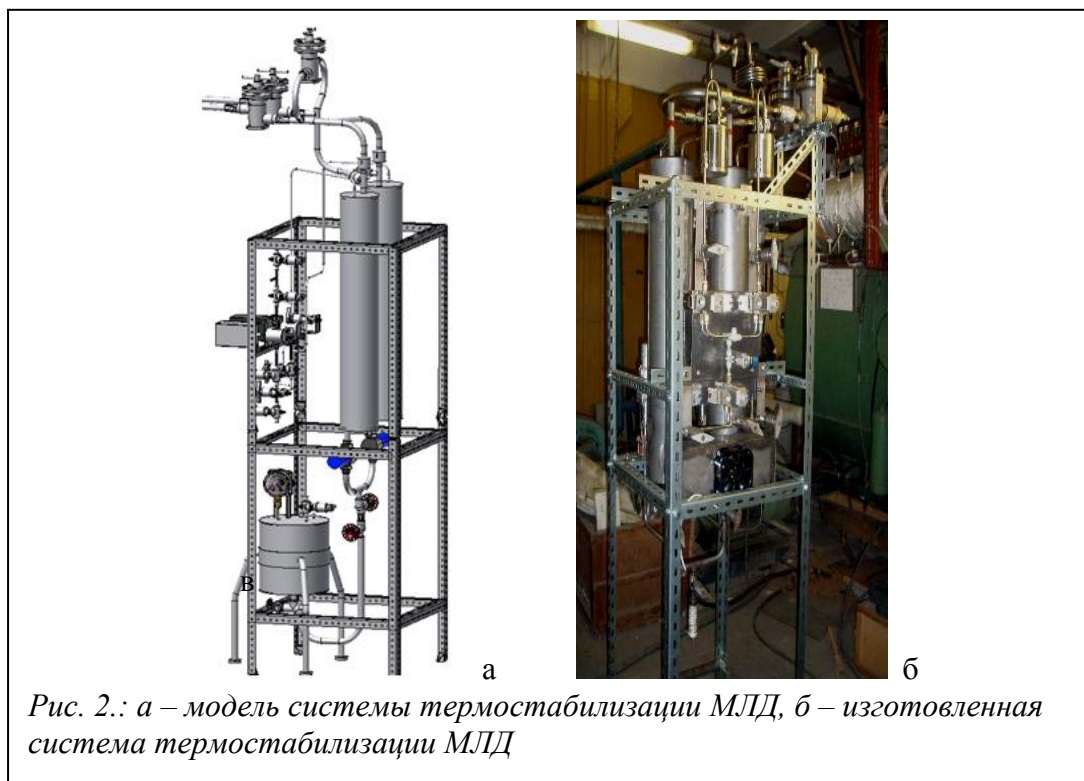 В
а
б
Рис. 2.: а – модель системы термостабилизации МЛД, б – изготовленная
система термостабилизации МЛД